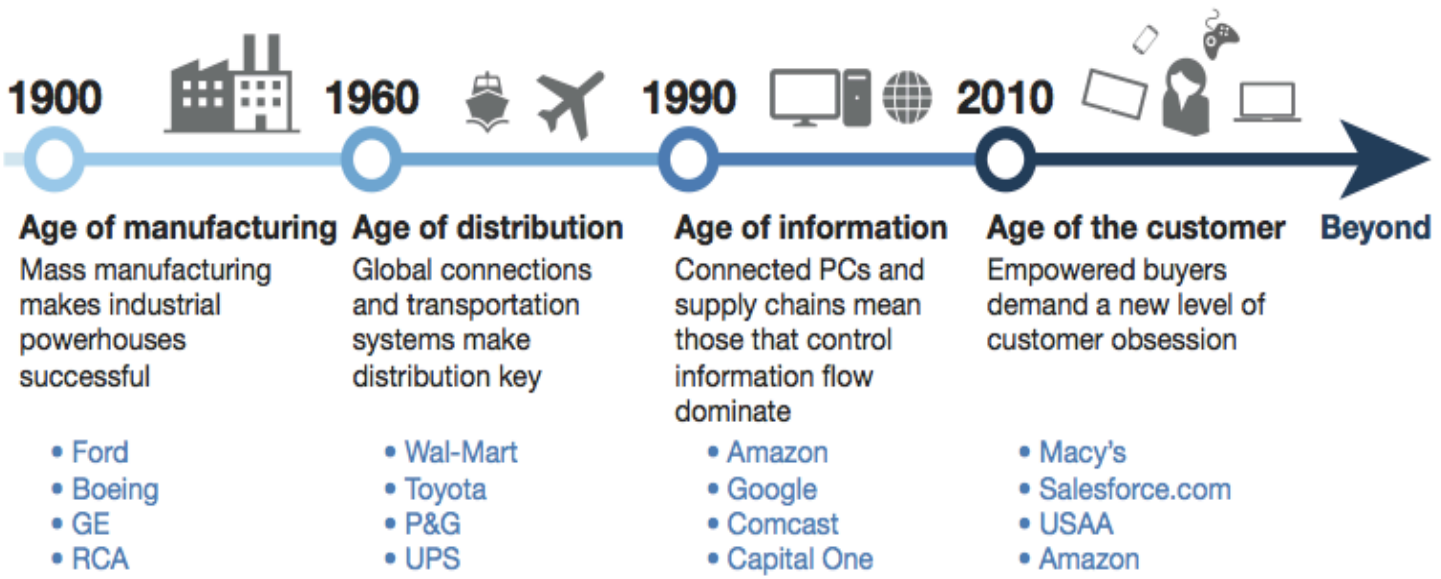 1900
1960
1990
2010
Age of manufacturing
Mass manufacturing
makes industrial
powerhouses
successful
• Ford
• Boeing
• GE
• RCA
Age of distribution
Global connections
and transportation
systems make
distribution key
• Wal-Mart
• Toyota
• P&G
• UPS
Age of information
Connected PCs and
supply chains mean
those that control
information flow
dominate
• Amazon
• Google
• Comcast
• Capital One
Age of the customer
Empowered buyers
demand a new level of
customer obsession
• Macy's
• Salesforce.com
• USAA
• Amazon
Beyond